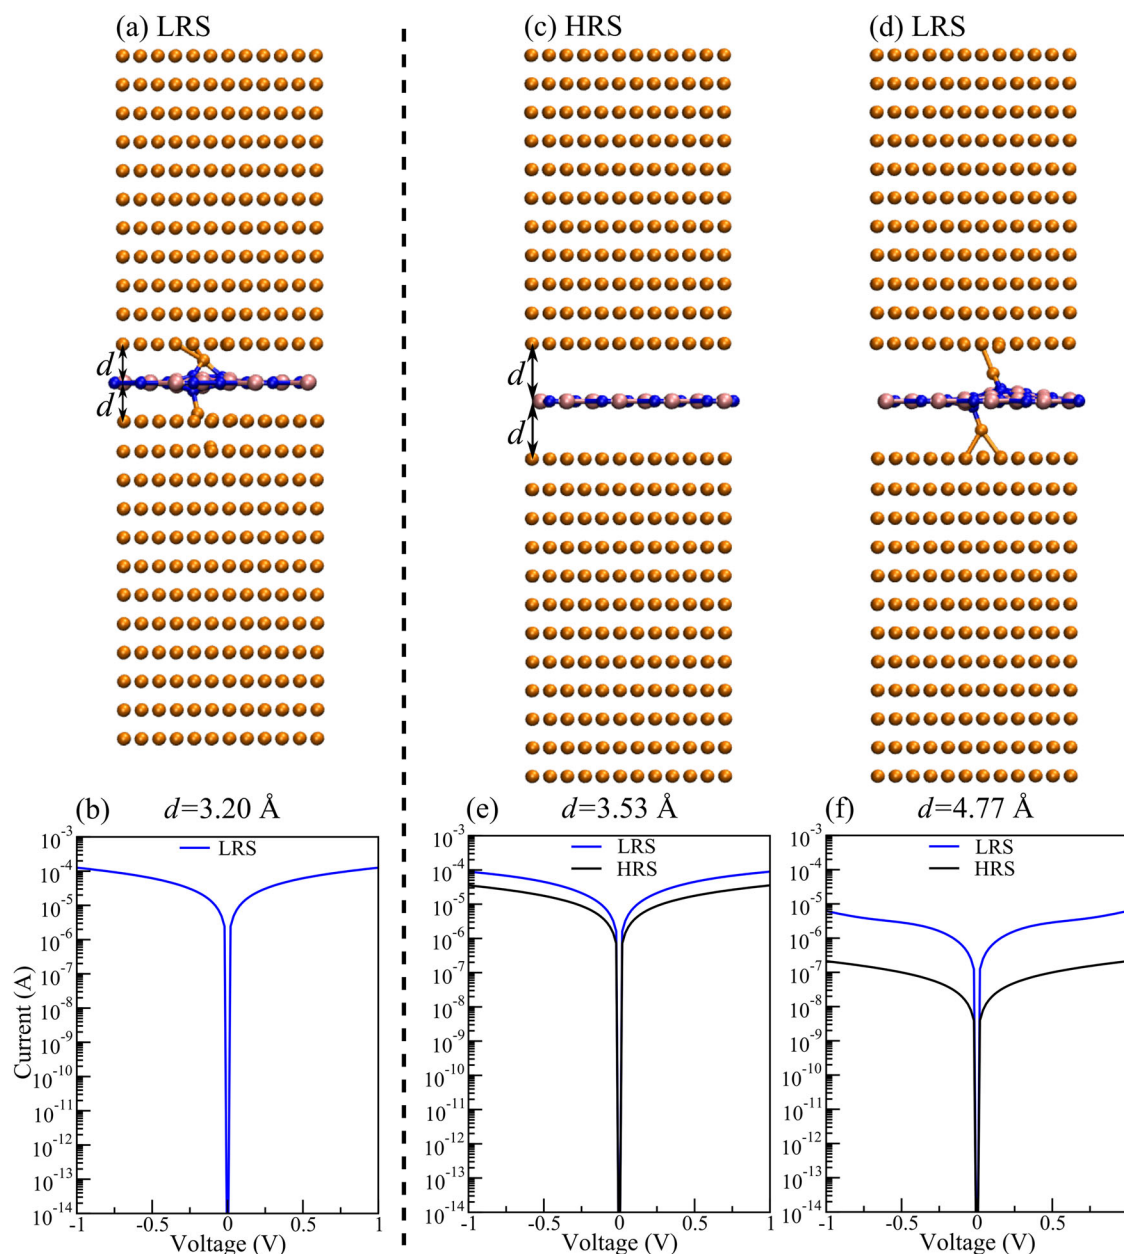 (a) LRS
(c) HRS
(d) LRS
d
d
d
d
(b)
d=3.20 Å
(e)
d=3.53 Å
(f)
d=4.77 Å
Current (A)
10-3
10-4
10-5
10-6
10-7
10-8
10-9
10-10
10-11
10-12
10-13
10-14
LRS
-1
-0.5
0
0.5
1
Voltage (V)
10-3
10-4
10-5
10-6
10-7
10-8
10-9
10-10
10-11
10-12
10-13
10-14
LRS
HRS
-1
-0.5
0
0.5
1
Voltage (V)
10-3
10-4
10-5
10-6
10-7
10-8
10-9
10-10
10-11
10-12
10-13
10-14
LRS
HRS
-1
-0.5
0
0.5
1
Voltage (V)